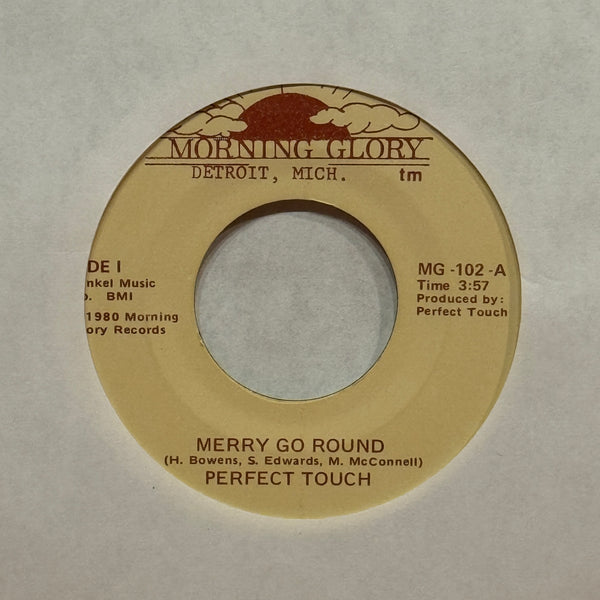 MORNING GLORY
DETROIT, MICH. tm
DE I
nkel Music
. BMI
1980 Morning
ory Records
MG -102 -A
Time 3:57
Produced by:
Perfect Touch
MERRY GO ROUND
(H. Bowens, S. Edwards, M. McConnell)
PERFECT TOUCH